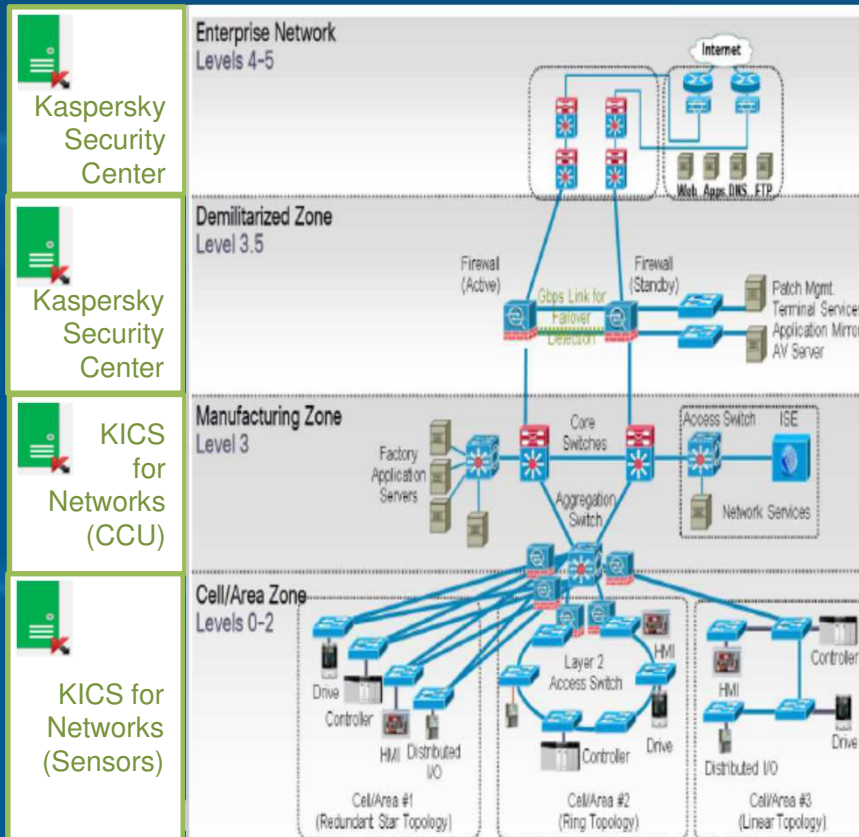 Kaspersky
Security
Center
Enterprise Network
Levels 4-5
Internet
Web Apps DNS FTP
Kaspersky
Security
Center
Demilitarized Zone
Level 3.5
Firewall
(Active)
Gbps Link for
Failover
Detection
Firewall
(Standby)
Patch Mgmt.
Terminal Services
Application Mirror
AV Server
KICS
for
Networks
(CCU)
Manufacturing Zone
Level 3
Factory
Application
Servers
Core
Switches
Aggregation
Switch
Access Switch
ISE
Network Services
KICS for
Networks
(Sensors)
Cell/Area Zone
Levels 0-2
Drive
Controller
HMI
Distributed
I/O
Cell/Area #1
(Redundant Star Topology)
Layer 2
Access Switch
HMI
Controller
Drive
Cell/Area #2
(Ring Topology)
HMI
Controller
Distributed I/O
Drive
Cell/Area #3
(Linear Topology)